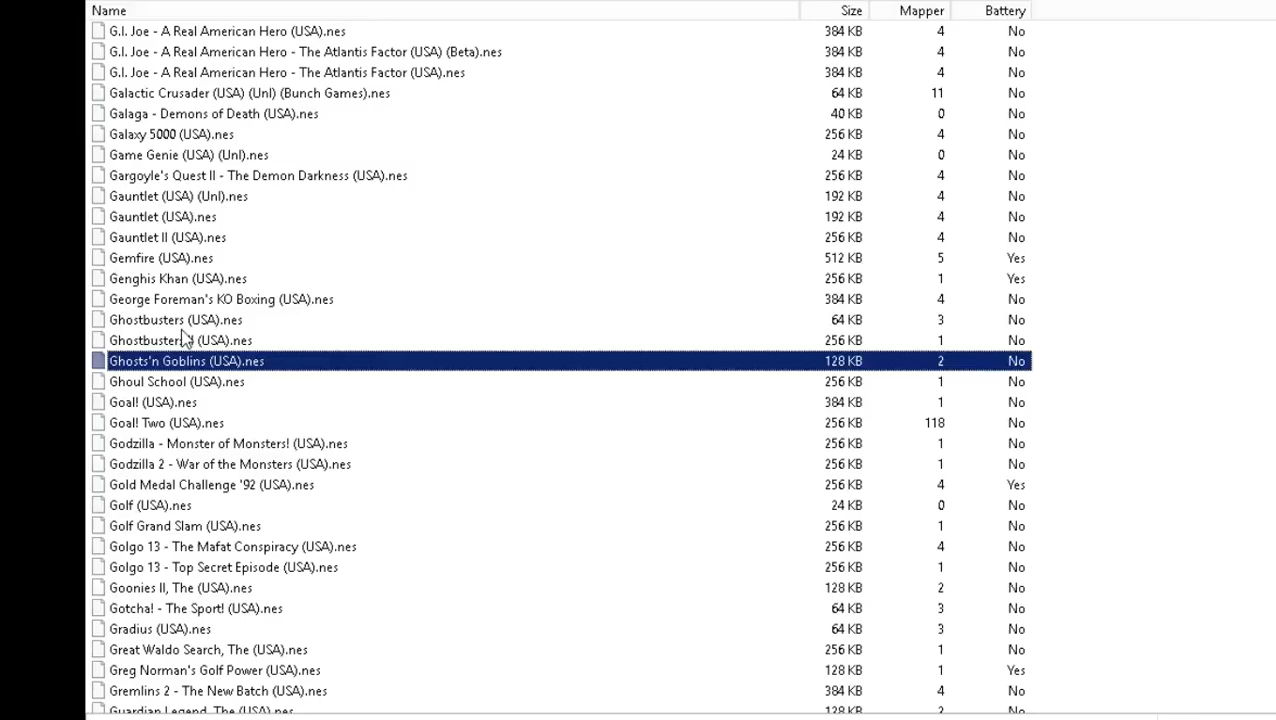 Name Size Mapper Battery
G.I. Joe - A Real American Hero (USA).nes 384 KB 4 No
G.I. Joe - A Real American Hero - The Atlantis Factor (USA) (Beta).nes 384 KB 4 No
G.I. Joe - A Real American Hero - The Atlantis Factor (USA).nes 384 KB 4 No
Galactic Crusader (USA) (Unl) (Bunch Games).nes 64 KB 11 No
Galaga - Demons of Death (USA).nes 40 KB 0 No
Galaxy 5000 (USA).nes 256 KB 4 No
Game Genie (USA) (Unl).nes 24 KB 0 No
Gargoyle's Quest II - The Demon Darkness (USA).nes 256 KB 4 No
Gauntlet (USA) (Unl).nes 192 KB 4 No
Gauntlet (USA).nes 192 KB 4 No
Gauntlet II (USA).nes 256 KB 4 No
Gemfire (USA).nes 512 KB 5 Yes
Genghis Khan (USA).nes 256 KB 1 Yes
George Foreman's KO Boxing (USA).nes 384 KB 4 No
Ghostbusters (USA).nes 64 KB 3 No
Ghostbusters II (USA).nes 256 KB 1 No
Ghosts'n Goblins (USA).nes 128 KB 2 No
Ghoul School (USA).nes 256 KB 1 No
Goal! (USA).nes 384 KB 1 No
Goal! Two (USA).nes 256 KB 118 No
Godzilla - Monster of Monsters! (USA).nes 256 KB 1 No
Godzilla 2 - War of the Monsters (USA).nes 256 KB 1 No
Gold Medal Challenge '92 (USA).nes 256 KB 4 Yes
Golf (USA).nes 24 KB 0 No
Golf Grand Slam (USA).nes 256 KB 1 No
Golgo 13 - The Mafat Conspiracy (USA).nes 256 KB 4 No
Golgo 13 - Top Secret Episode (USA).nes 256 KB 1 No
Goonies II, The (USA).nes 128 KB 2 No
Gotcha! - The Sport! (USA).nes 64 KB 3 No
Gradius (USA).nes 64 KB 3 No
Great Waldo Search, The (USA).nes 256 KB 1 No
Greg Norman's Golf Power (USA).nes 128 KB 1 Yes
Gremlins 2 - The New Batch (USA).nes 384 KB 4 No
Guardian Legend, The (USA).nes 128 KB 2 No